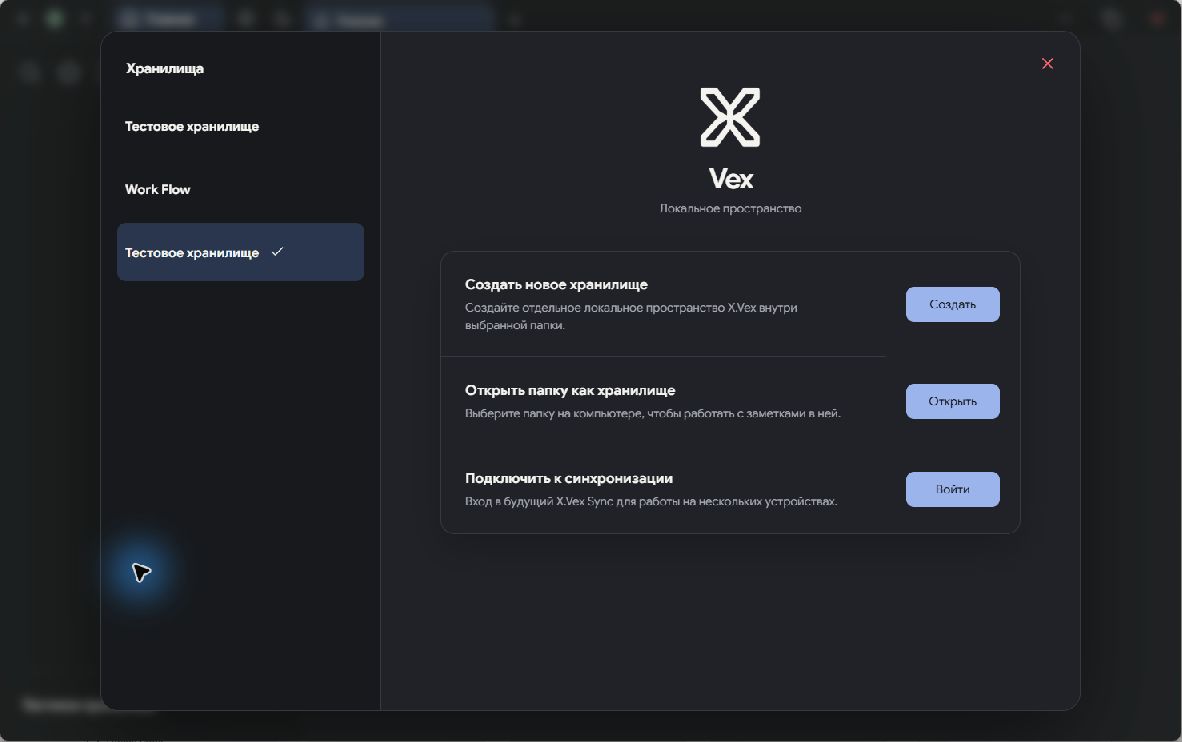 Хранилища
Тестовое хранилище
Work Flow
Тестовое хранилище
Vex
Локальное пространство
Создать новое хранилище
Создайте отдельное локальное пространство X.Vex внутри
выбранной папки.
Создать
Открыть папку как хранилище
Выберите папку на компьютере, чтобы работать с заметками в ней.
Открыть
Подключить к синхронизации
Вход в будущий X.Vex Sync для работы на нескольких устройствах.
Войти